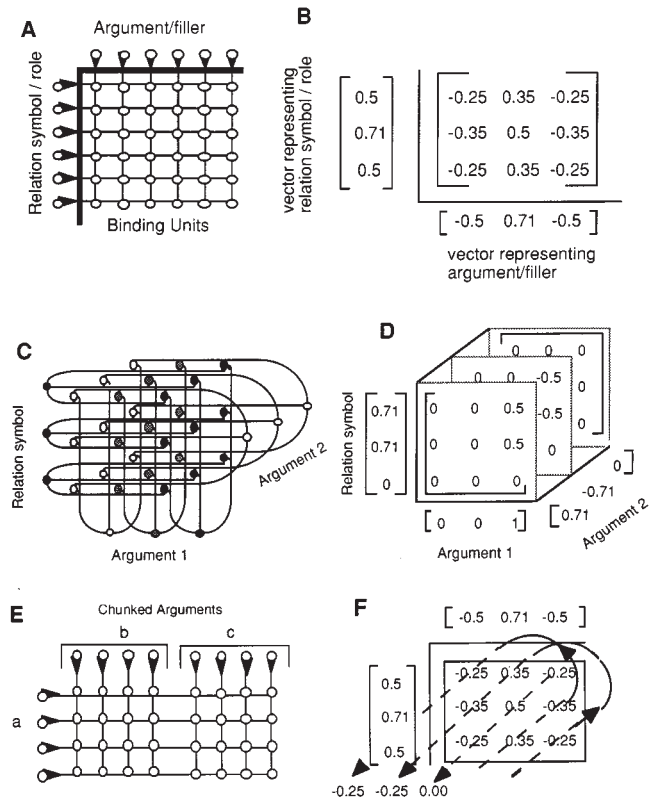 A
Argument/filler
Relation symbol / role
Binding Units
B
vector representing
relation symbol / role
0.5
0.71
0.5
-0.25 0.35 -0.25
-0.35 0.5 -0.35
-0.25 0.35 -0.25
[ -0.5 0.71 -0.5 ]
vector representing
argument/filler
C
Relation symbol
Argument 1
Argument 2
D
Relation symbol
0.71
0.71
0
0 0 0
0
0
0 0 -0.5
-0.5
0
0 0 0.5
0 0 0.5
0 0 0
[ 0 0 1 ]
Argument 1
[ 0.71 -0.71 0 ]
Argument 2
E
Chunked Arguments
b c
a
F
[ -0.5 0.71 -0.5 ]
0.5
0.71
0.5
-0.25 0.35 -0.25
-0.35 0.5 -0.35
-0.25 0.35 -0.25
-0.25 -0.25 0.00